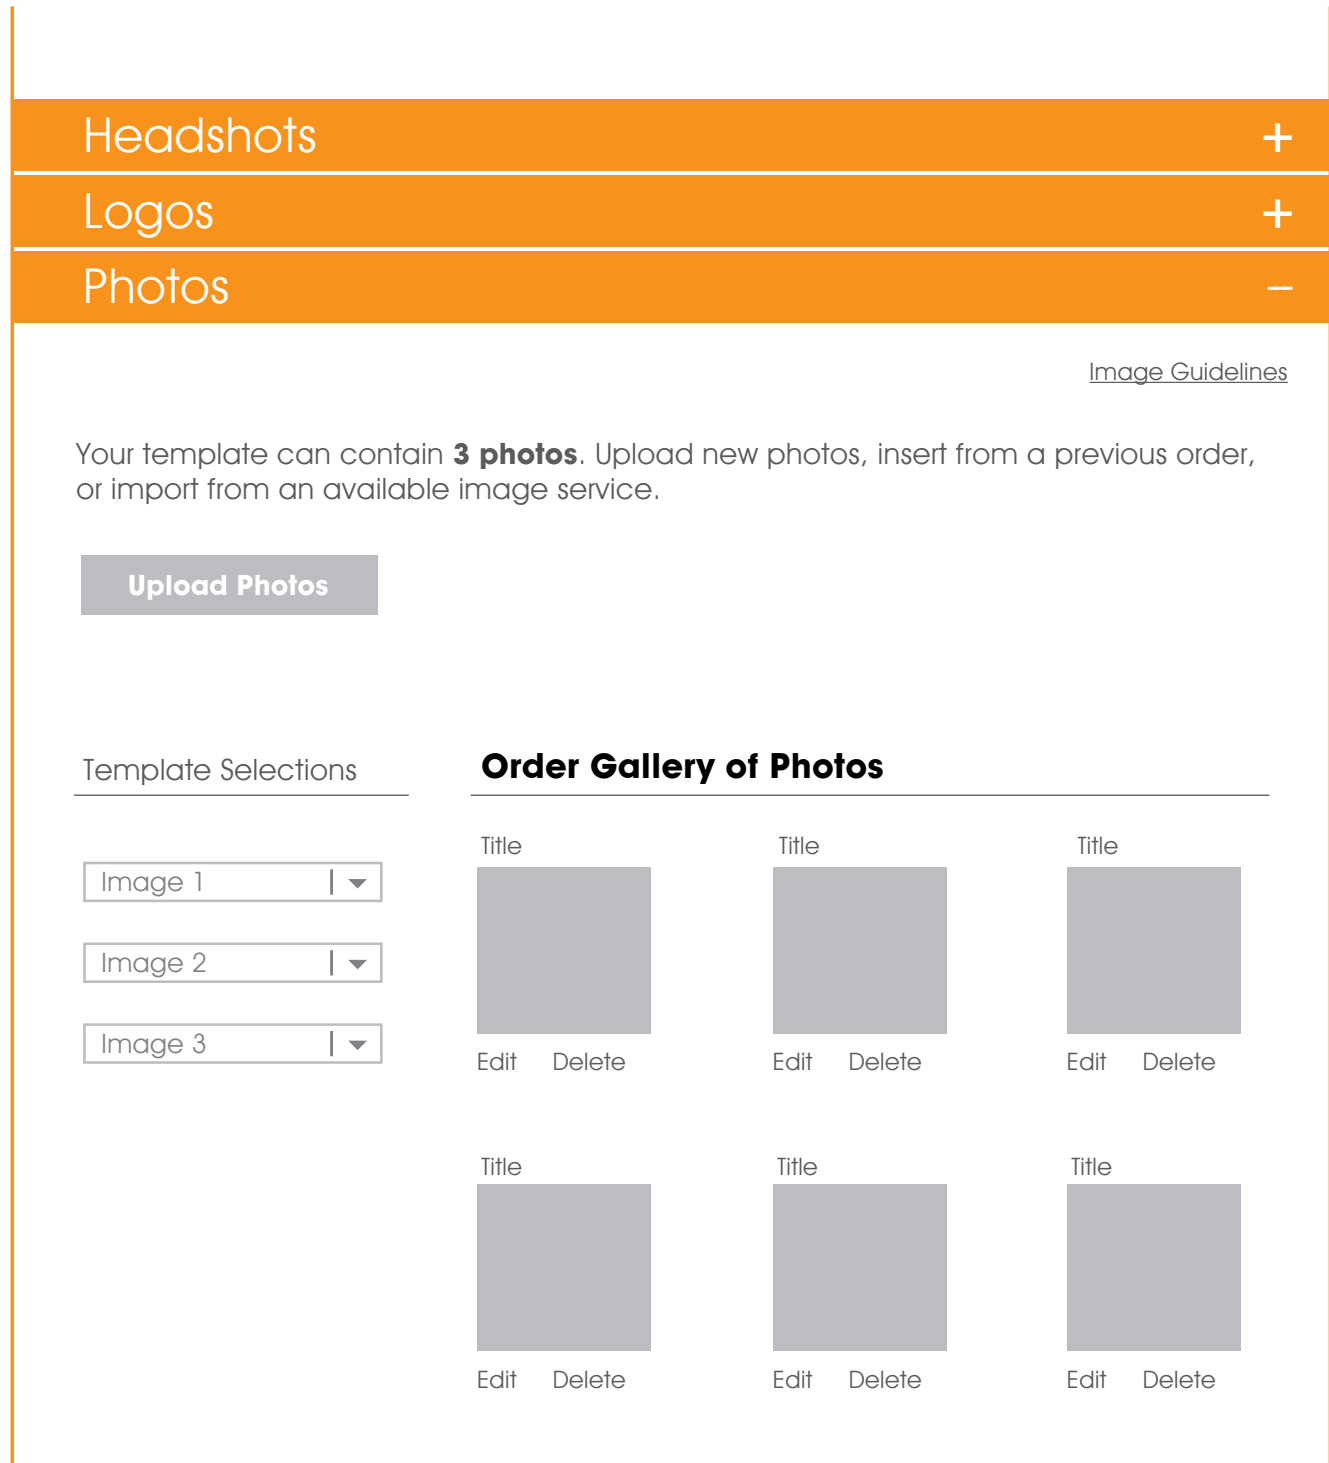 Headshots +
Logos +
Photos –
Image Guidelines
Your template can contain 3 photos. Upload new photos, insert from a previous order,
or import from an available image service.
Upload Photos
Template Selections
Order Gallery of Photos
Image 1
Image 2
Image 3
Title Title Title
Edit Delete Edit Delete Edit Delete
Title Title Title
Edit Delete Edit Delete Edit Delete